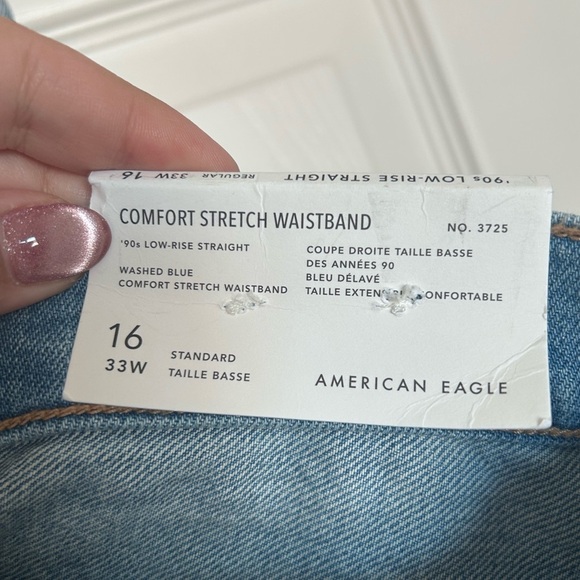 '90s LOW-RISE STRAIGHT REGULAR 33W 16
COMFORT STRETCH WAISTBAND
NO. 3725
'90s LOW-RISE STRAIGHT
WASHED BLUE
COMFORT STRETCH WAISTBAND
COUPE DROITE TAILLE BASSE
DES ANNÉES 90
BLEU DÉLAVÉ
TAILLE
16
33W
STANDARD
TAILLE BASSE
AMERICAN EAGLE